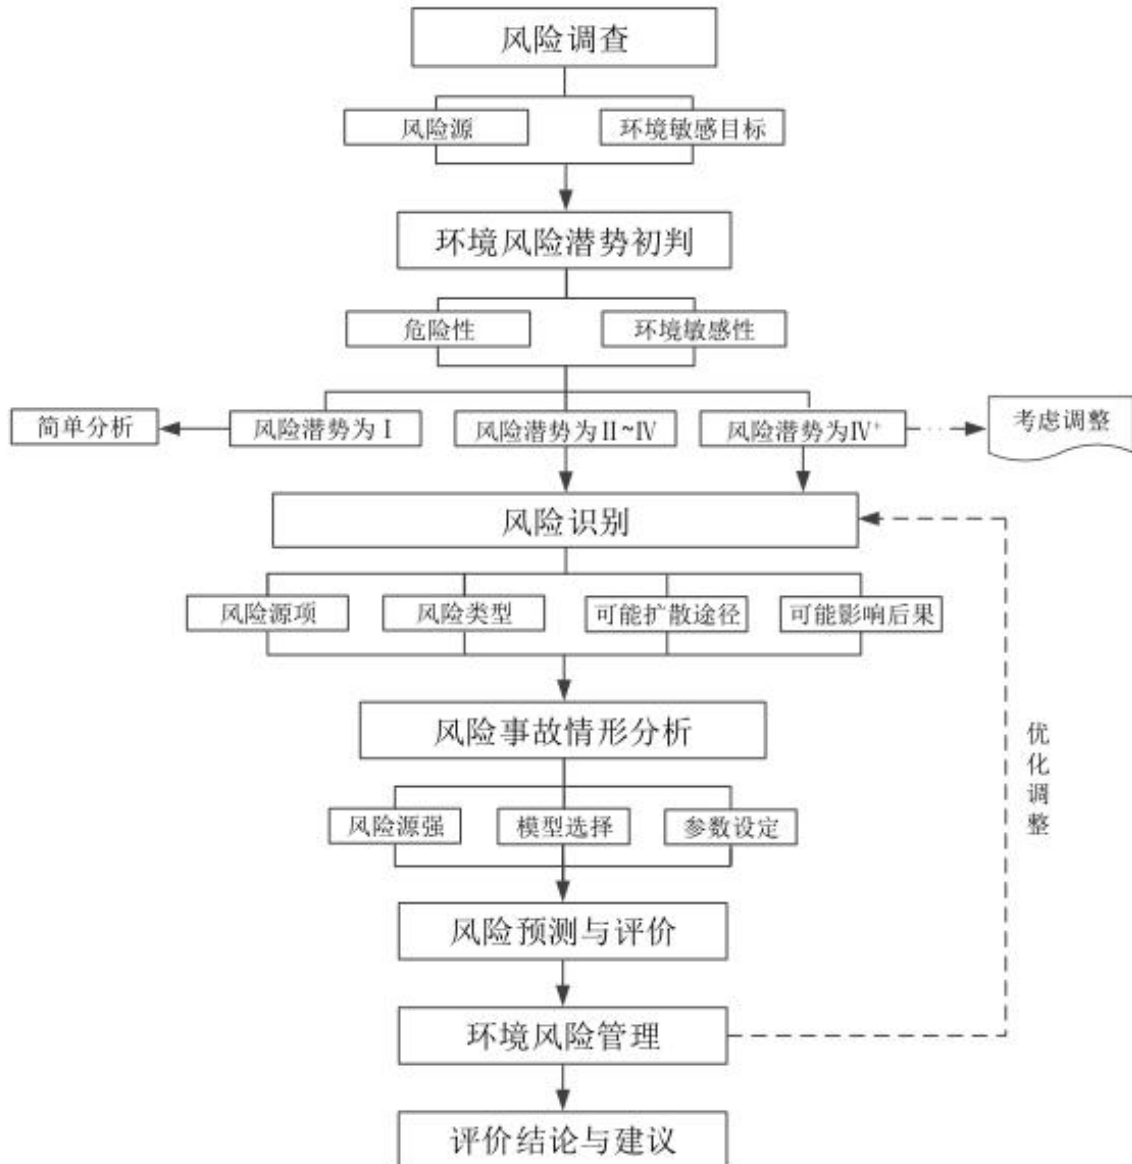 风险调查
风险源
环境敏感目标
环境风险潜势初判
危险性
环境敏感性
简单分析
风险潜势为Ⅰ
风险潜势为Ⅱ~Ⅳ
风险潜势为Ⅳ⁺
考虑调整
风险识别
风险源项
风险类型
可能扩散途径
可能影响后果
风险事故情形分析
优化调整
风险源强
模型选择
参数设定
风险预测与评价
环境风险管理
评价结论与建议